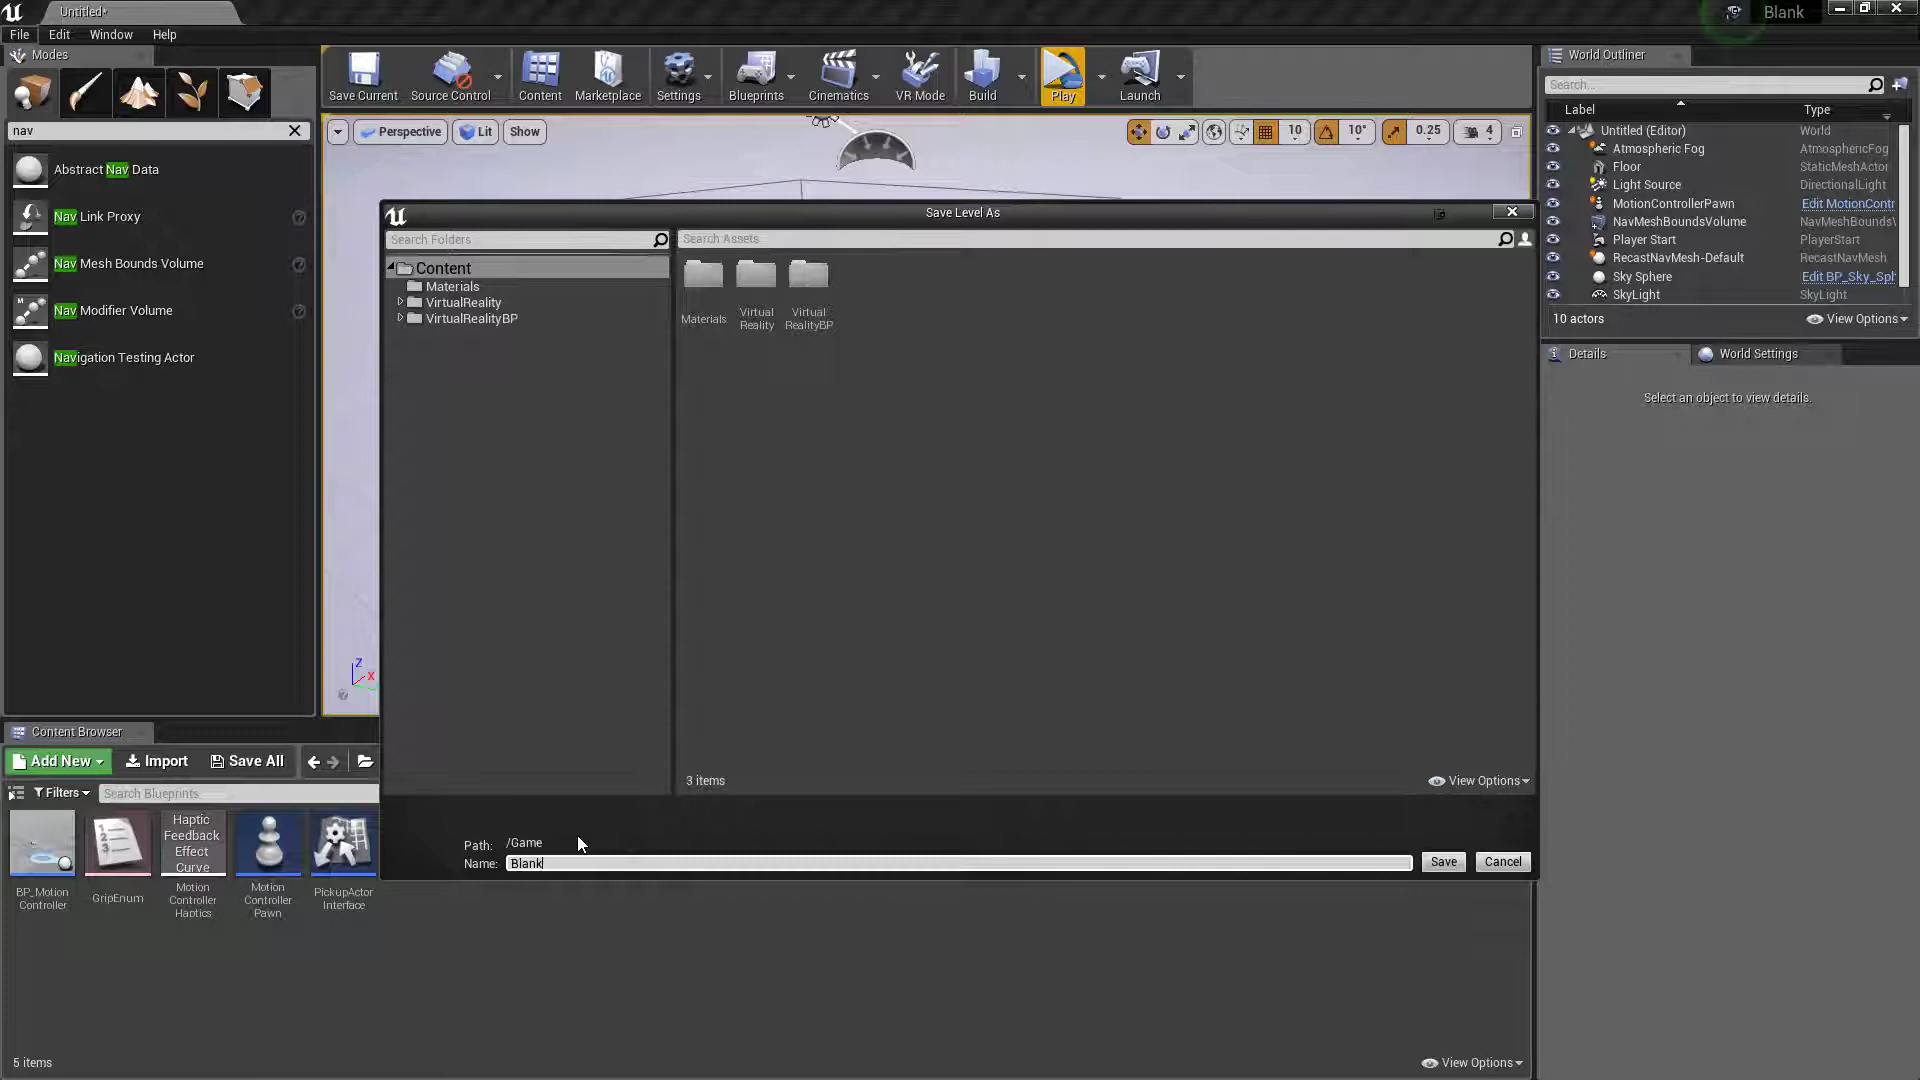 Untitled*
Blank
File Edit Window Help
Modes
nav
Abstract Nav Data
Nav Link Proxy
Nav Mesh Bounds Volume
Nav Modifier Volume
Navigation Testing Actor
Save Current
Source Control
Content
Marketplace
Settings
Blueprints
Cinematics
VR Mode
Build
Play
Launch
Perspective
Lit
Show
10
10°
0.25
4
World Outliner
Search...
Label Type
Untitled (Editor) World
Atmospheric Fog AtmosphericFog
Floor StaticMeshActor
Light Source DirectionalLight
MotionControllerPawn Edit MotionContr
NavMeshBoundsVolume NavMeshBoundsV
Player Start PlayerStart
RecastNavMesh-Default RecastNavMesh
Sky Sphere Edit BP_Sky_Sph
SkyLight SkyLight
10 actors
View Options
Details
World Settings
Select an object to view details.
Save Level As
Search Folders
Content
Materials
VirtualReality
VirtualRealityBP
Search Assets
Materials
Virtual
Reality
Virtual
RealityBP
3 items
View Options
Path: /Game
Name: Blank
Save
Cancel
Z
X
Content Browser
Add New
Import
Save All
Filters
Search Blueprints
BP_Motion
Controller
GripEnum
Haptic
Feedback
Effect
Curve
Motion
Controller
Haptics
Motion
Controller
Pawn
PickupActor
Interface
5 items
View Options